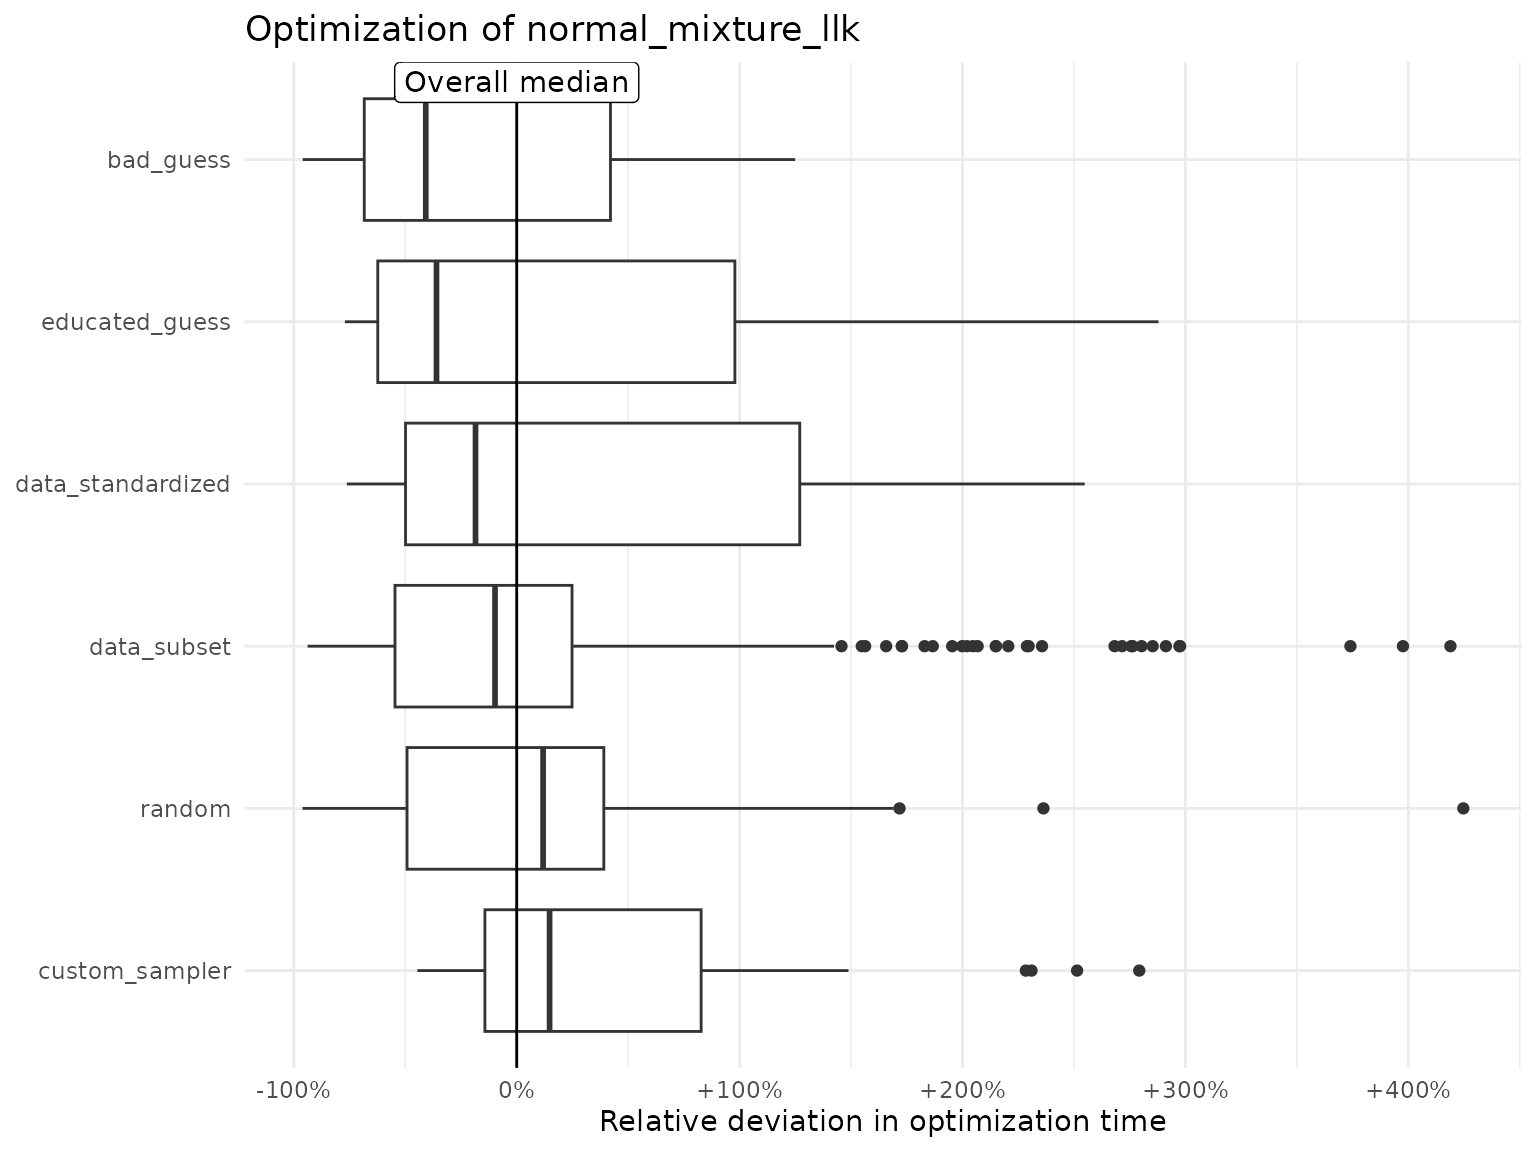 Optimization of normal_mixture_llk
Overall median
bad_guess
educated_guess
data_standardized
data_subset
random
custom_sampler
-100% 0% +100% +200% +300% +400%
Relative deviation in optimization time